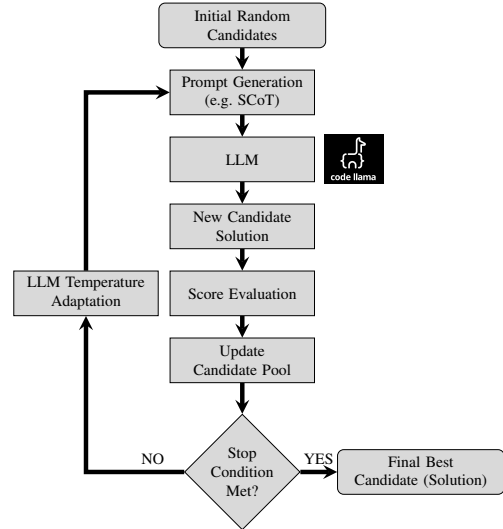 Initial Random
Candidates
Prompt Generation
(e.g. SCoT)
LLM
code llama
New Candidate
Solution
LLM Temperature
Adaptation
Score Evaluation
Update
Candidate Pool
NO
Stop
Condition
Met?
YES
Final Best
Candidate (Solution)